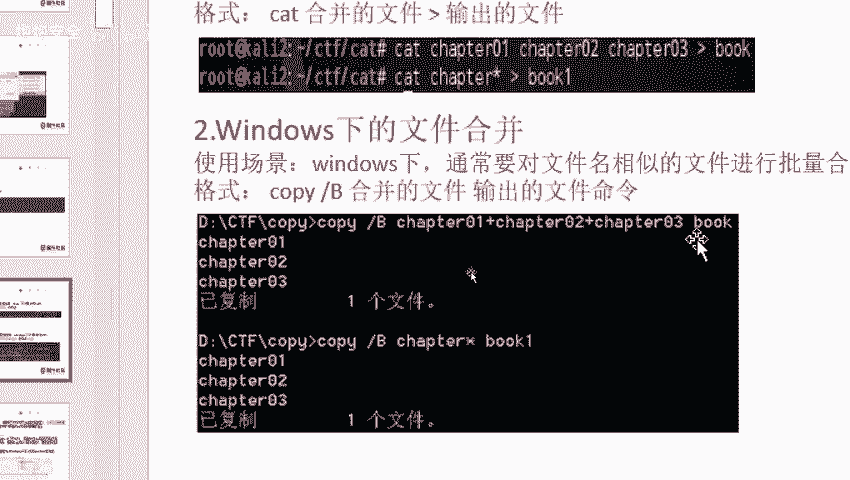 格式： cat 合并的文件 > 输出的文件
root@kali2:~/ctf/cat# cat chapter01 chapter02 chapter03 > book
root@kali2:~/ctf/cat# cat chapter* > book1
2.Windows下的文件合并
使用场景：windows下，通常要对文件名相似的文件进行批量合
格式： copy /B 合并的文件 输出的文件命令
D:\CTF\copy>copy /B chapter01+chapter02+chapter03 book
chapter01
chapter02
chapter03
已复制 1 个文件。
D:\CTF\copy>copy /B chapter* book1
chapter01
chapter02
chapter03
已复制 1 个文件。